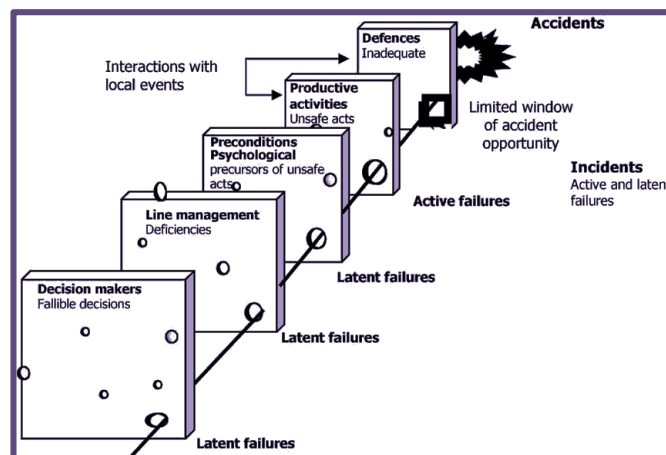 Accidents
Defences
Inadequate
Interactions with
local events
Productive
activities
Unsafe acts
Limited window
of accident
opportunity
Preconditions
Psychological
precursors of unsafe
acts
Incidents
Active and latent
failures
Active failures
Line management
Deficiencies
Latent failures
Decision makers
Fallible decisions
Latent failures
Latent failures